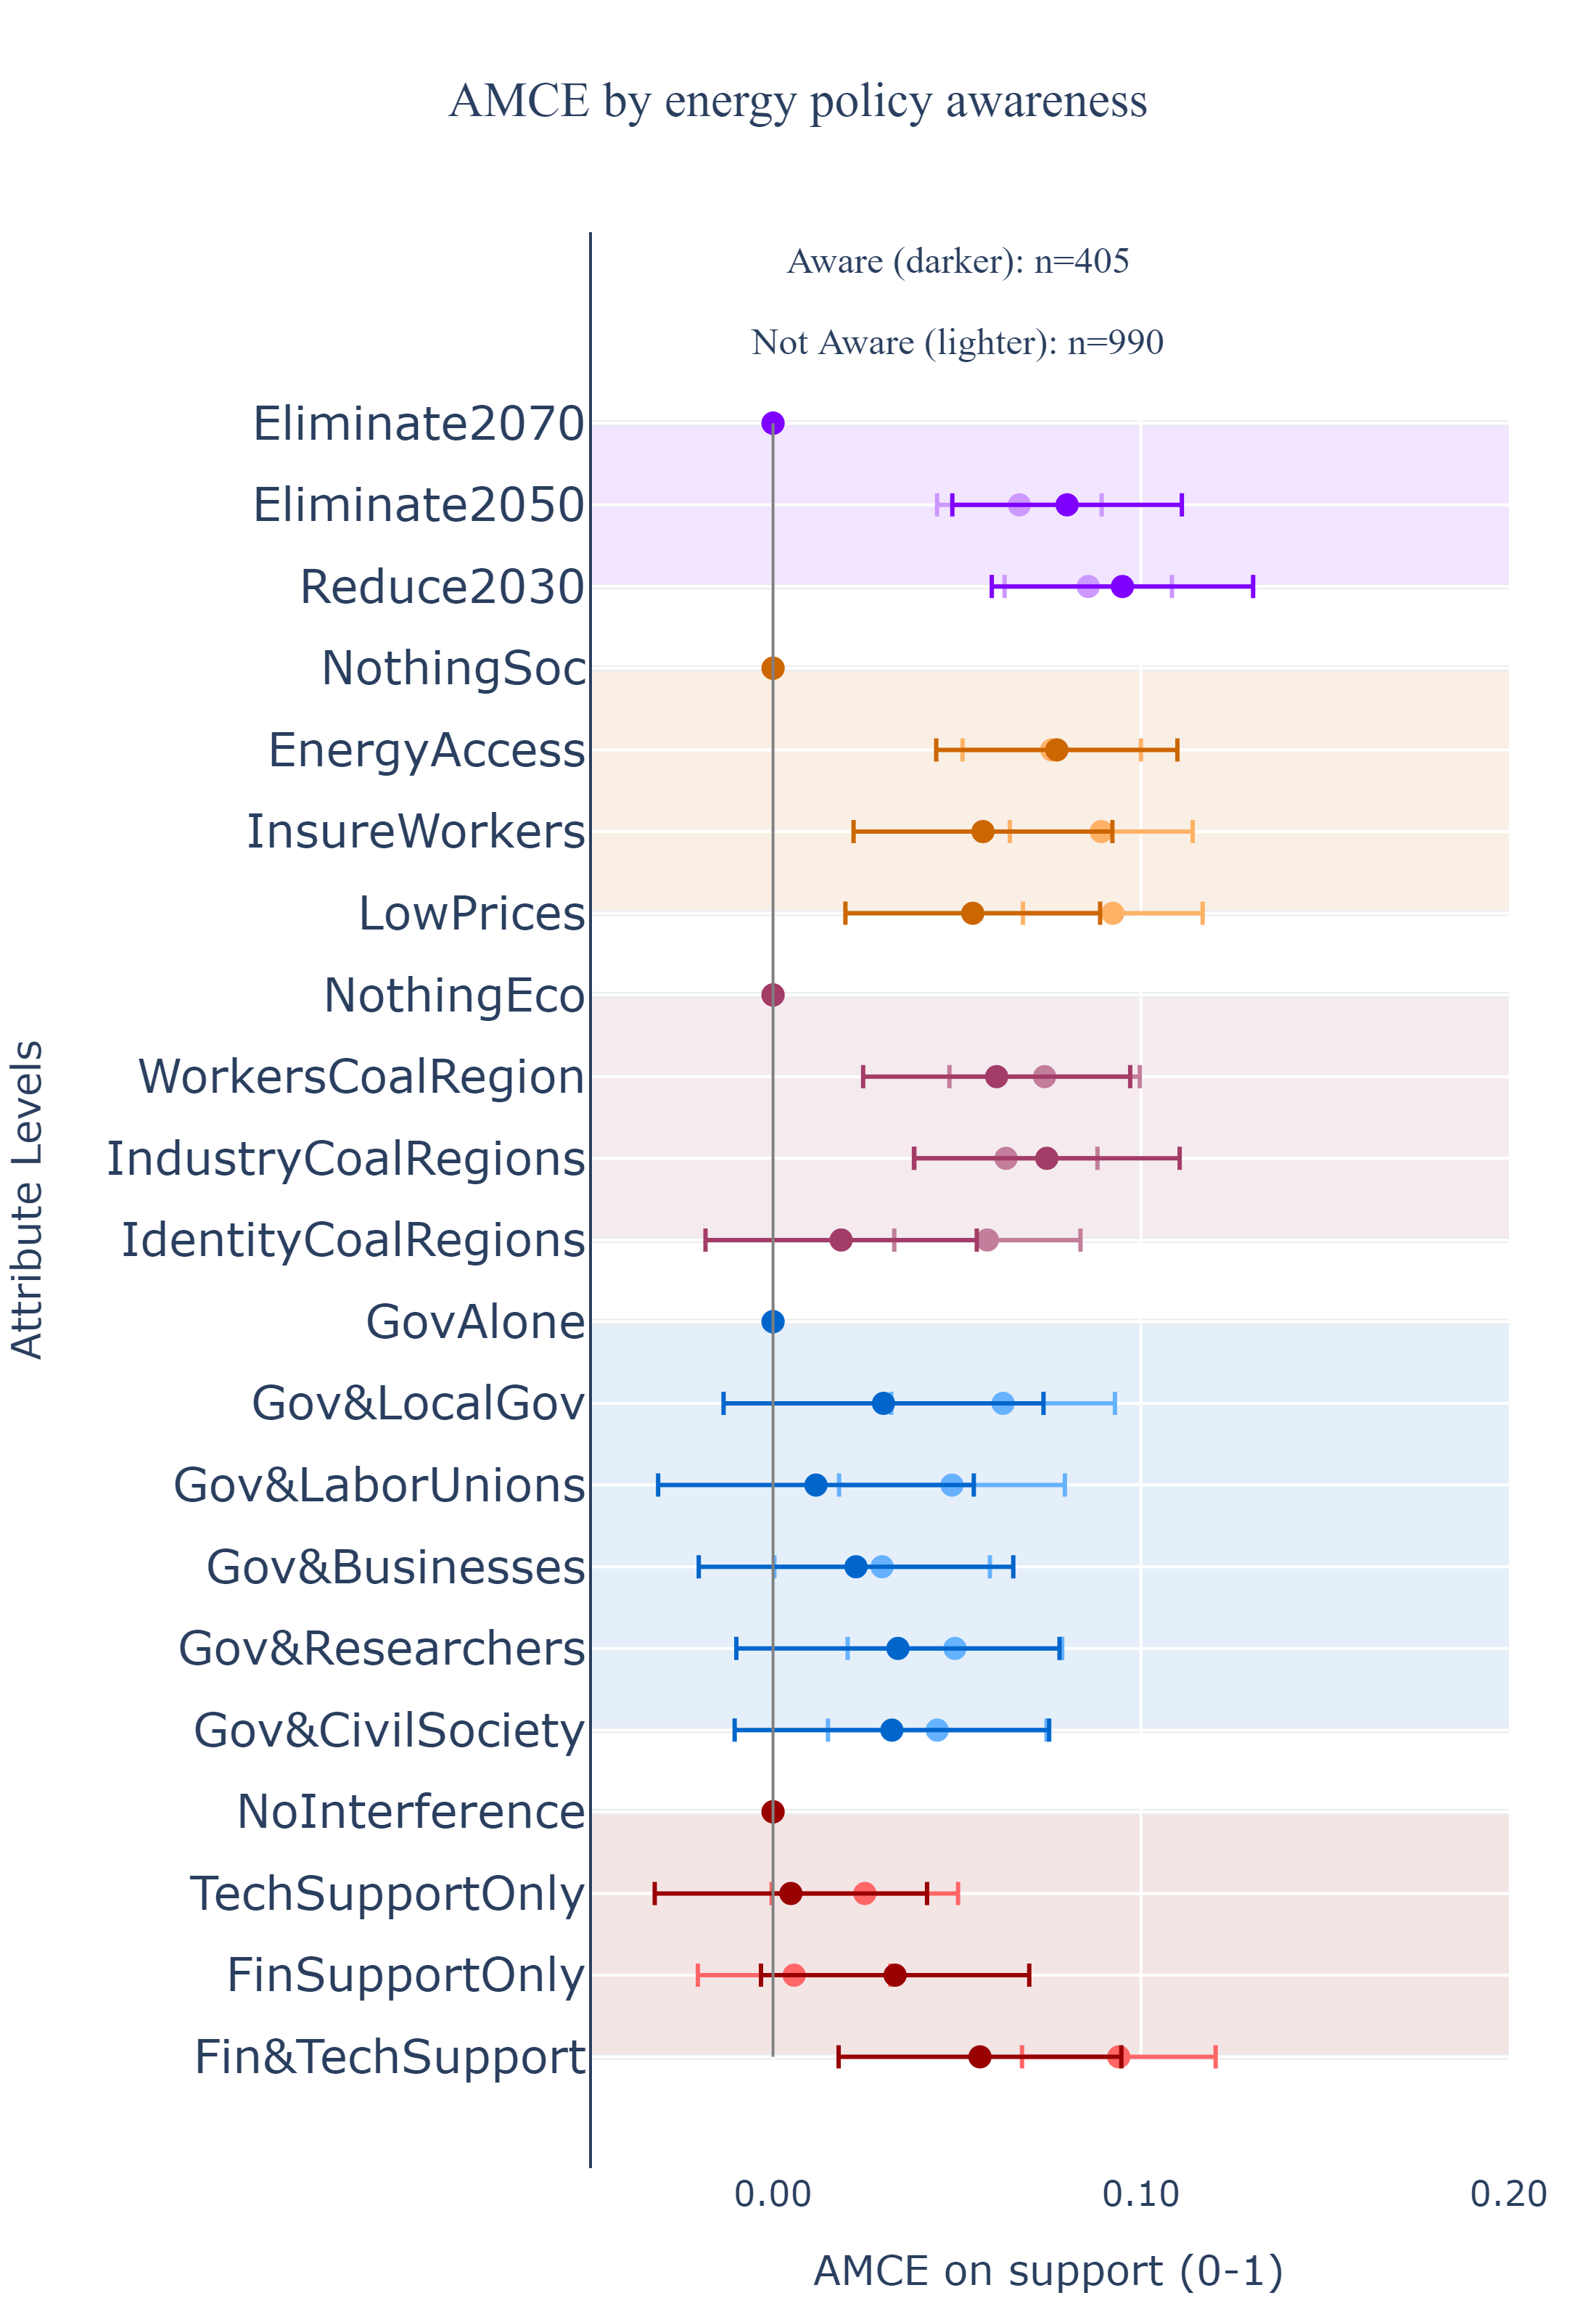 AMCE by energy policy awareness
Aware (darker): n=405
Not Aware (lighter): n=990
Eliminate2070
Eliminate2050
Reduce2030
NothingSoc
EnergyAccess
InsureWorkers
LowPrices
NothingEco
WorkersCoalRegion
IndustryCoalRegions
IdentityCoalRegions
GovAlone
Gov&LocalGov
Gov&LaborUnions
Gov&Businesses
Gov&Researchers
Gov&CivilSociety
NoInterference
TechSupportOnly
FinSupportOnly
Fin&TechSupport
Attribute Levels
0.00 0.10 0.20
AMCE on support (0-1)